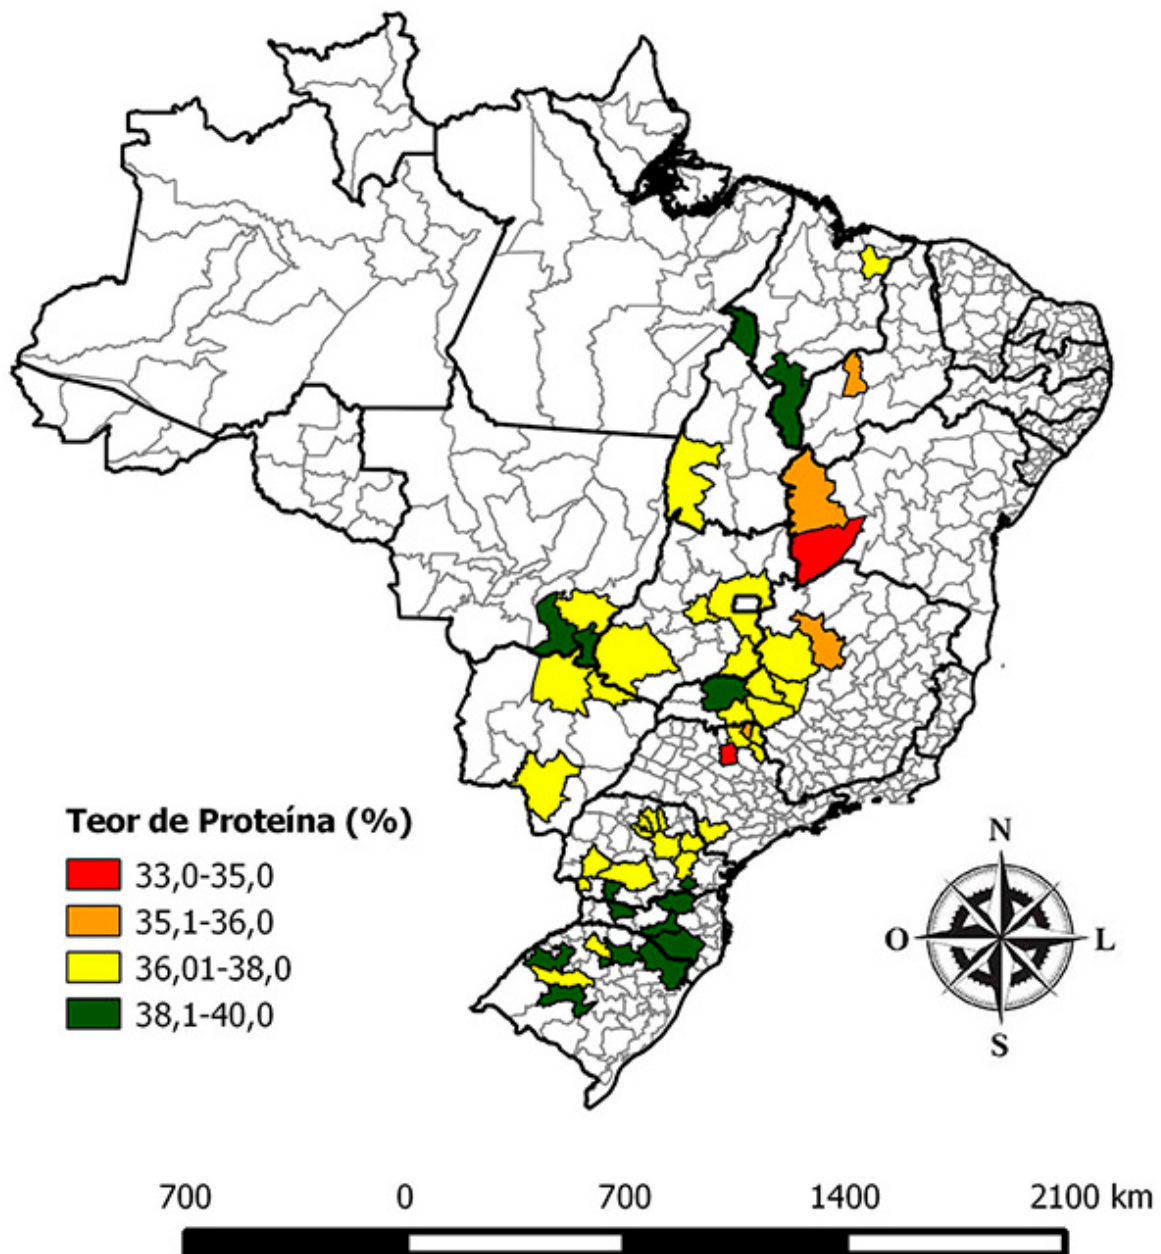 Teor de Proteína (%)
33,0-35,0
35,1-36,0
36,01-38,0
38,1-40,0
N
O
L
S
700 0 700 1400 2100 km